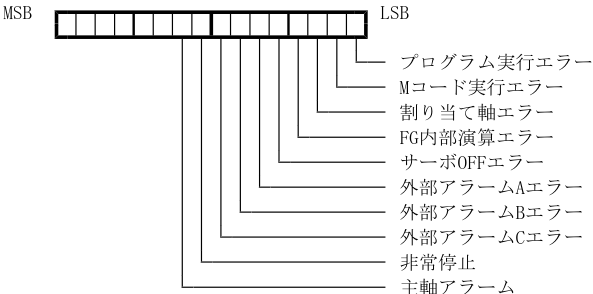 MSB
LSB
プログラム実行エラー
Mコード実行エラー
割り当て軸エラー
FG内部演算エラー
サーボOFFエラー
外部アラームAエラー
外部アラームBエラー
外部アラームCエラー
非常停止
主軸アラーム